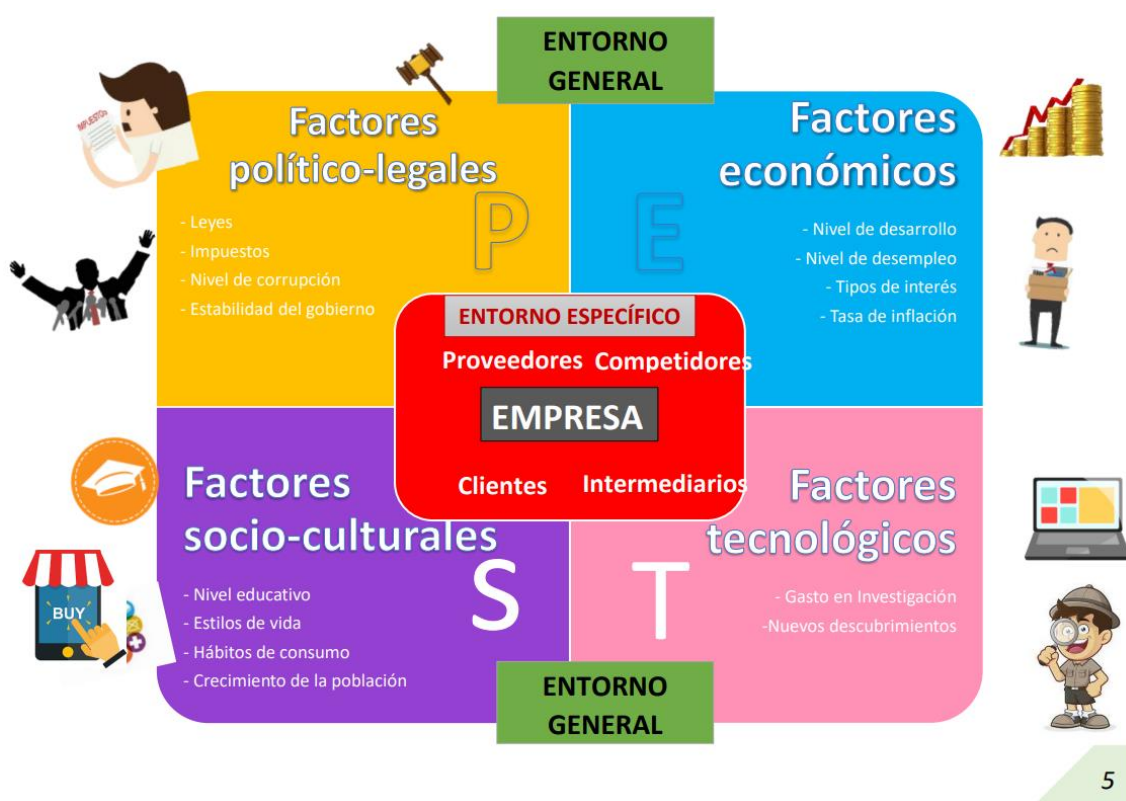 ENTORNO
GENERAL
IMPUESTOS
Factores
político-legales
- Leyes
- Impuestos
- Nivel de corrupción
- Estabilidad del gobierno
P
Factores
económicos
E
- Nivel de desarrollo
- Nivel de desempleo
- Tipos de interés
- Tasa de inflación
ENTORNO ESPECÍFICO
Proveedores Competidores
EMPRESA
Clientes Intermediarios
Factores
socio-culturales
S
BUY
- Nivel educativo
- Estilos de vida
- Hábitos de consumo
- Crecimiento de la población
Factores
tecnológicos
T
- Gasto en Investigación
-Nuevos descubrimientos
ENTORNO
GENERAL
5